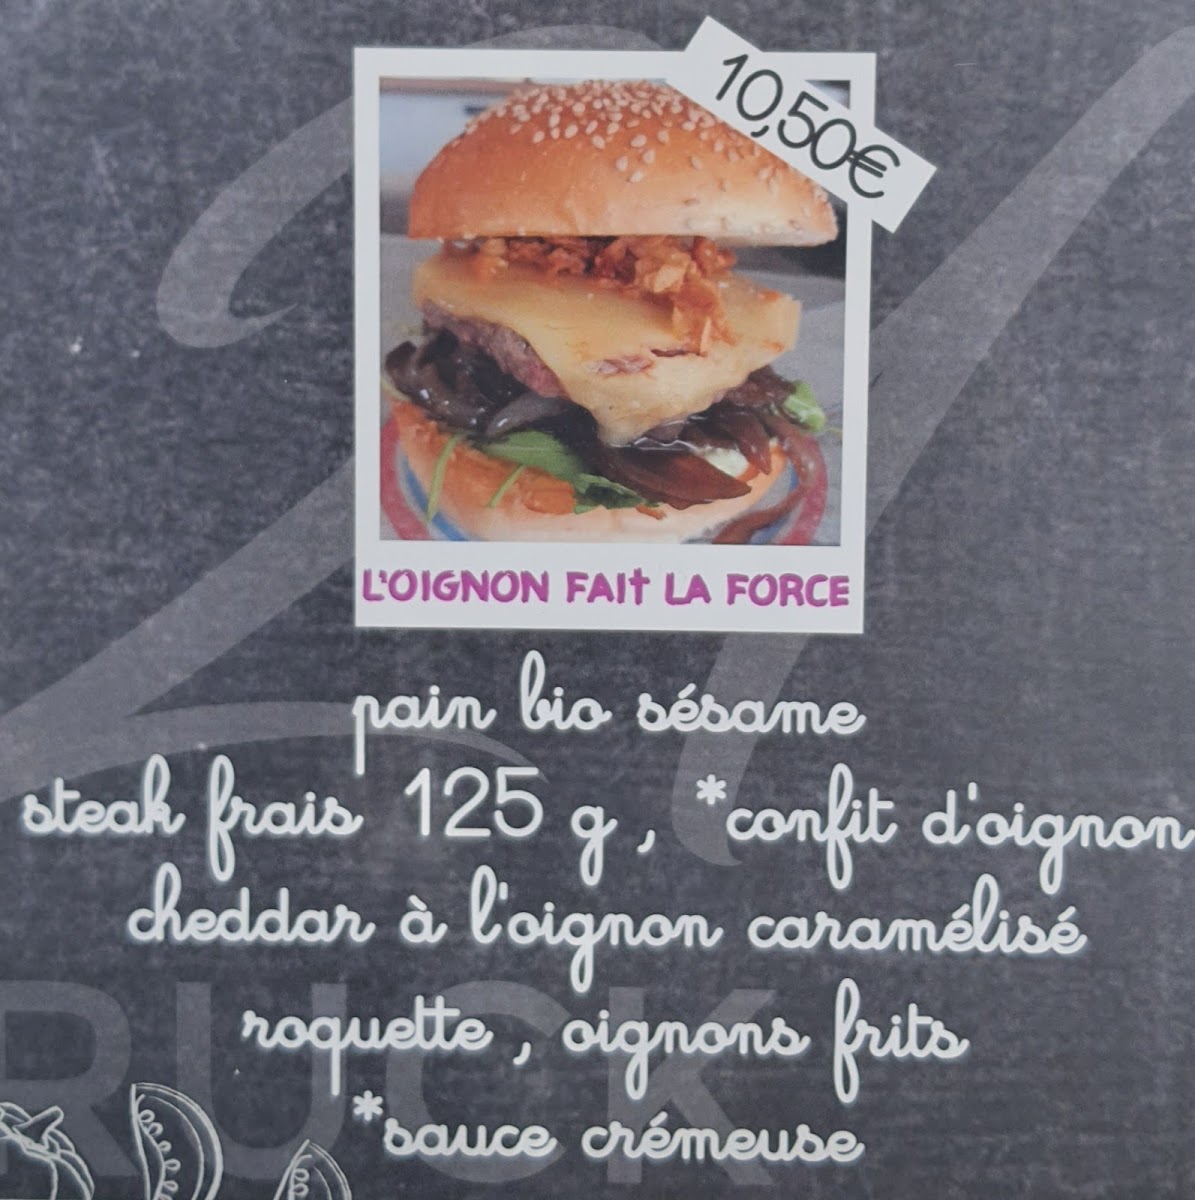 10,50€
L'OIGNON FAIT LA FORCE
pain bio sésame
steak frais 125 g, *confit d'oignon
cheddar à l'oignon caramélisé
roquette, oignons frits
*sauce crémeuse
RUCK